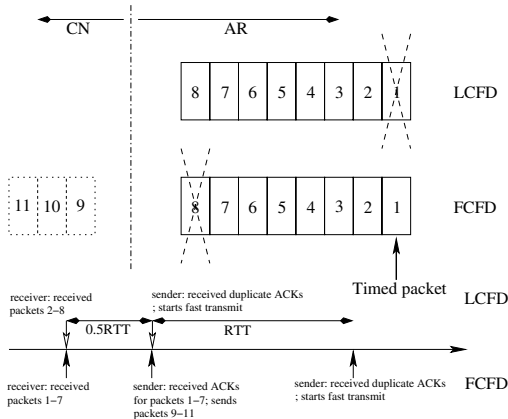 CN AR
8 7 6 5 4 3 2 1 LCFD
11 10 9 8 7 6 5 4 3 2 1 FCFD
Timed packet
LCFD
receiver: received
packets 2−8
sender: received duplicate ACKs
; starts fast transmit
0.5RTT RTT
receiver: received
packets 1−7
sender: received ACKs
for packets 1−7; sends
packets 9−11
sender: received duplicate ACKs
; starts fast transmit
FCFD